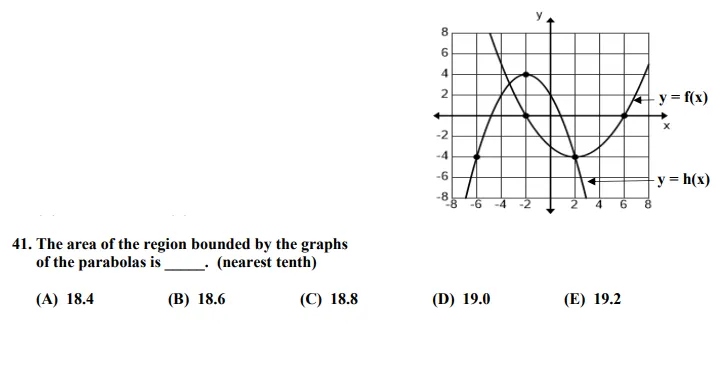 y
8
6
4
2
-2
-4
-6
-8
-8 -6 -4 -2 2 4 6 8
x
y = f(x)
y = h(x)
41. The area of the region bounded by the graphs
of the parabolas is _____. (nearest tenth)
(A) 18.4 (B) 18.6 (C) 18.8 (D) 19.0 (E) 19.2